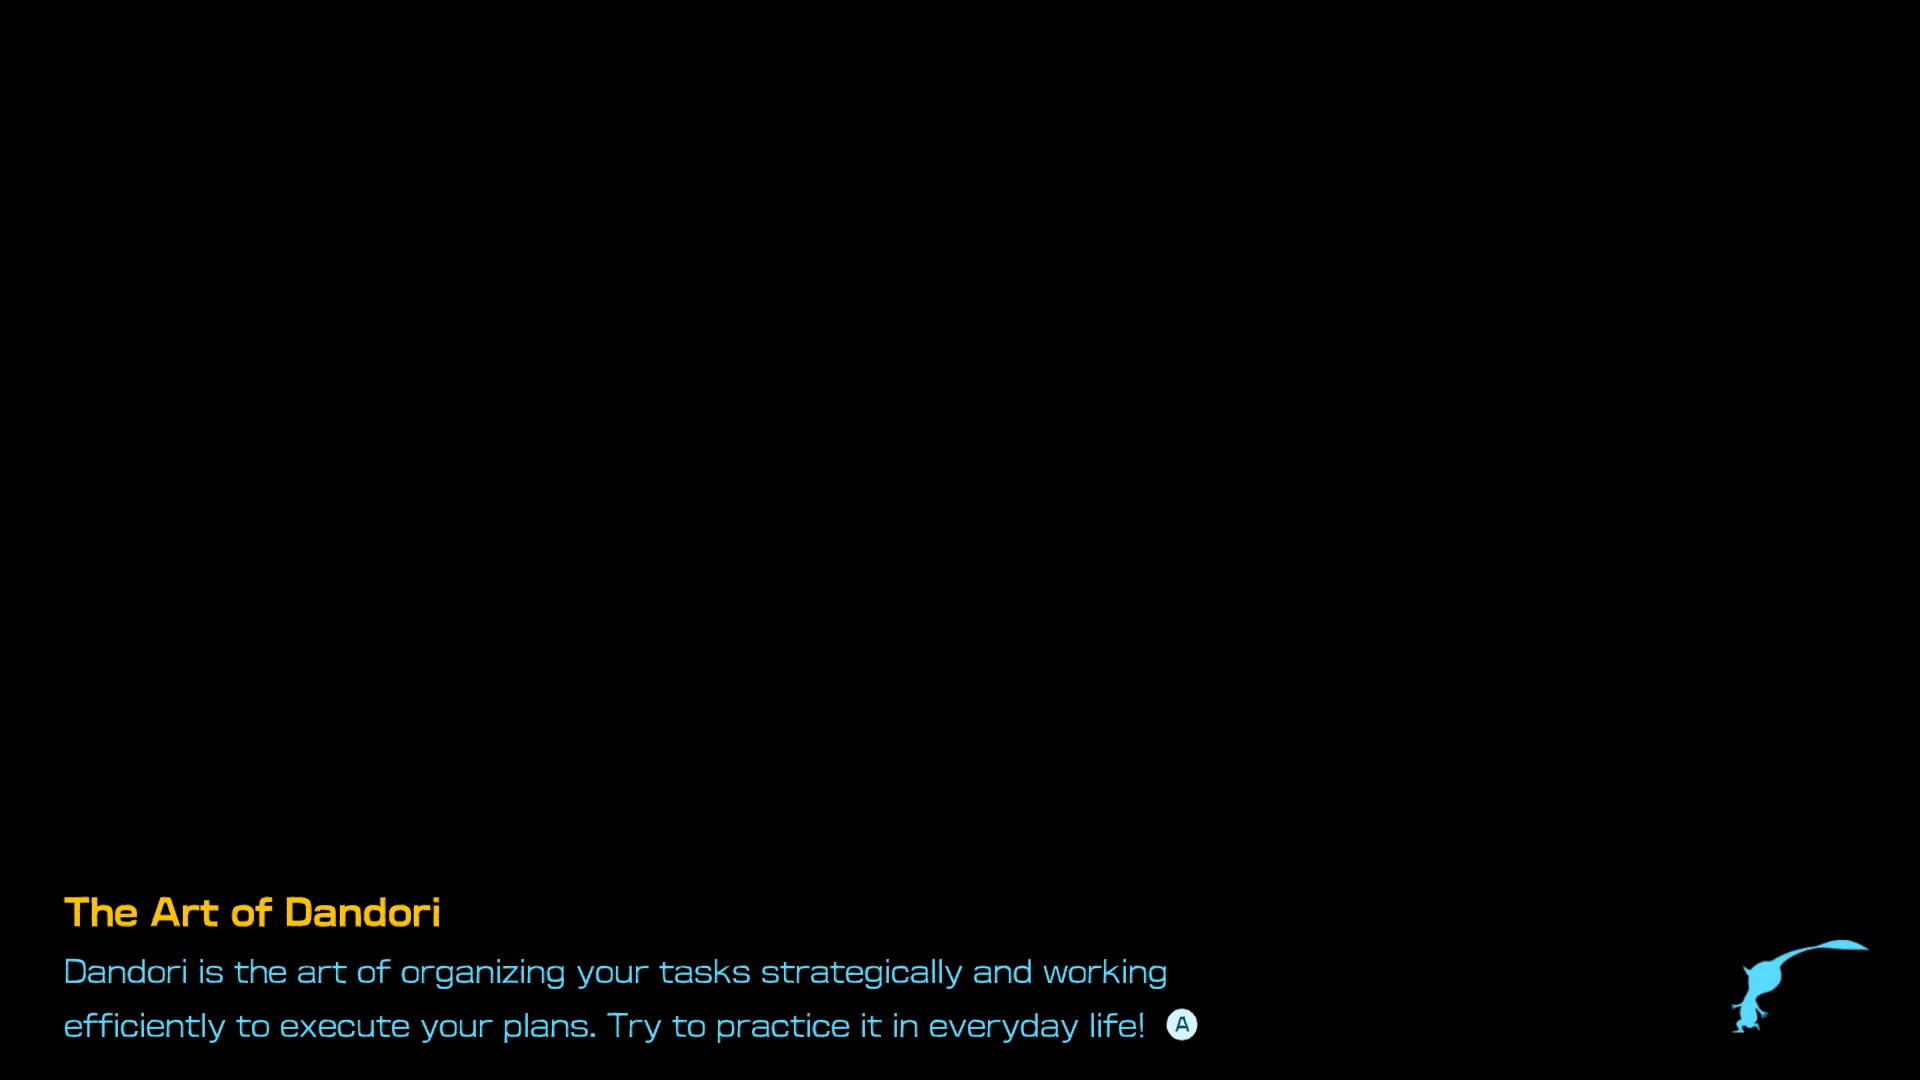 The Art of Dandori
Dandori is the art of organizing your tasks strategically and working
efficiently to execute your plans. Try to practice it in everyday life! A